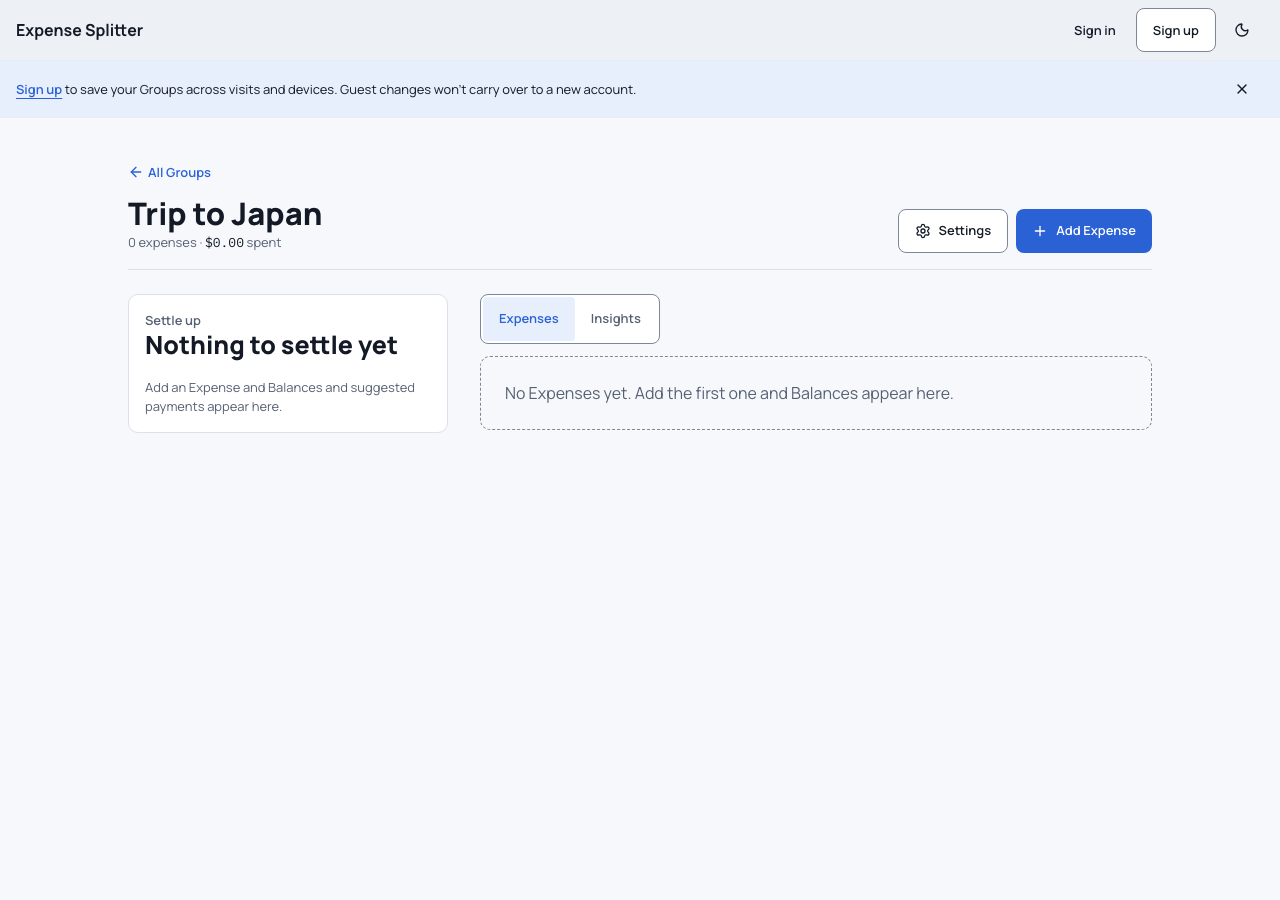 Expense Splitter
Sign in
Sign up
Sign up to save your Groups across visits and devices. Guest changes won't carry over to a new account.
All Groups
Trip to Japan
0 expenses · $0.00 spent
Settings
Add Expense
Settle up
Nothing to settle yet
Add an Expense and Balances and suggested
payments appear here.
Expenses
Insights
No Expenses yet. Add the first one and Balances appear here.